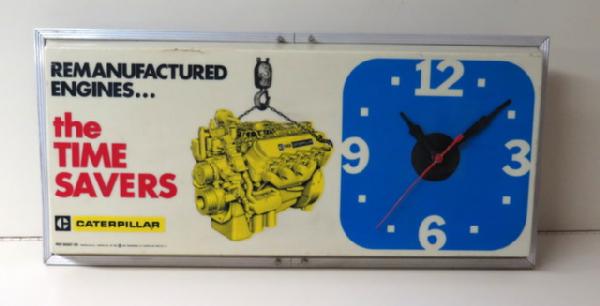 REMANUFACTURED
ENGINES...
the
TIME
SAVERS
C CATERPILLAR
12
9
3
6